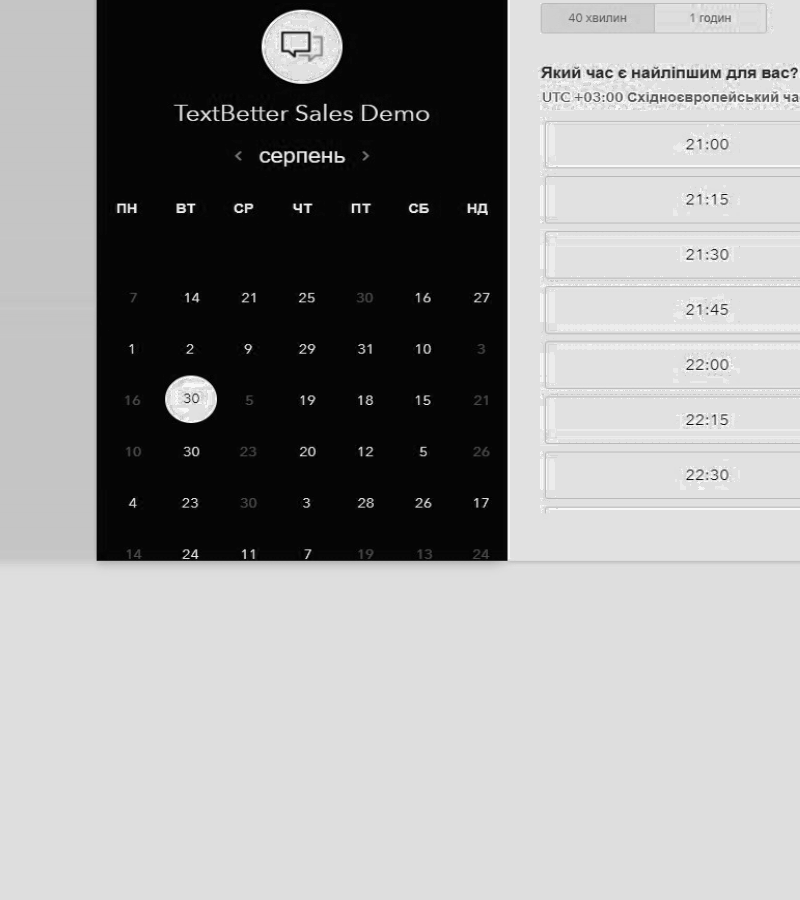 TextBetter Sales Demo
< серпень >
ПН ВТ СР ЧТ ПТ СБ НД
7 14 21 25 30 16 27
1 2 9 29 31 10 3
16 30 5 19 18 15 21
10 30 23 20 12 5 26
4 23 30 3 28 26 17
14 24 11 7 19 13 24
40 хвилин 1 годин
Який час є найліпшим для вас?
UTC +03:00 Східноєвропейський ча
21:00
21:15
21:30
21:45
22:00
22:15
22:30